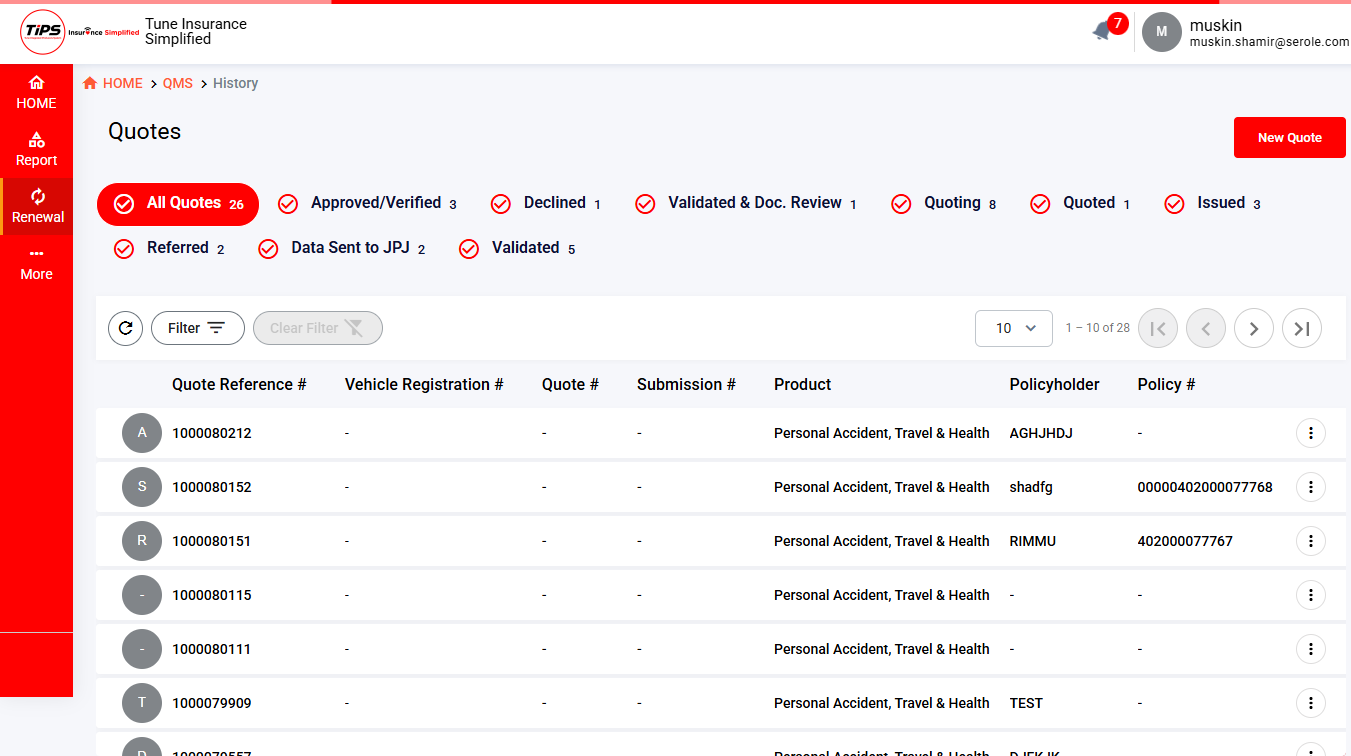 TiPS Insurance Simplified
Tune Insurance
Simplified
7
M
muskin
muskin.shamir@serole.com
HOME
Report
Renewal
More
HOME > QMS > History
Quotes
New Quote
All Quotes 26 Approved/Verified 3 Declined 1 Validated & Doc. Review 1 Quoting 8 Quoted 1 Issued 3
Referred 2 Data Sent to JPJ 2 Validated 5
Filter Clear Filter 10 1 – 10 of 28
Quote Reference # Vehicle Registration # Quote # Submission # Product Policyholder Policy #
A 1000080212 - - - Personal Accident, Travel & Health AGHJHDJ -
S 1000080152 - - - Personal Accident, Travel & Health shadfg 00000402000077768
R 1000080151 - - - Personal Accident, Travel & Health RIMMU 402000077767
- 1000080115 - - - Personal Accident, Travel & Health - -
- 1000080111 - - - Personal Accident, Travel & Health - -
T 1000079909 - - - Personal Accident, Travel & Health TEST -
1000079557 Personal Accident, Travel & Health